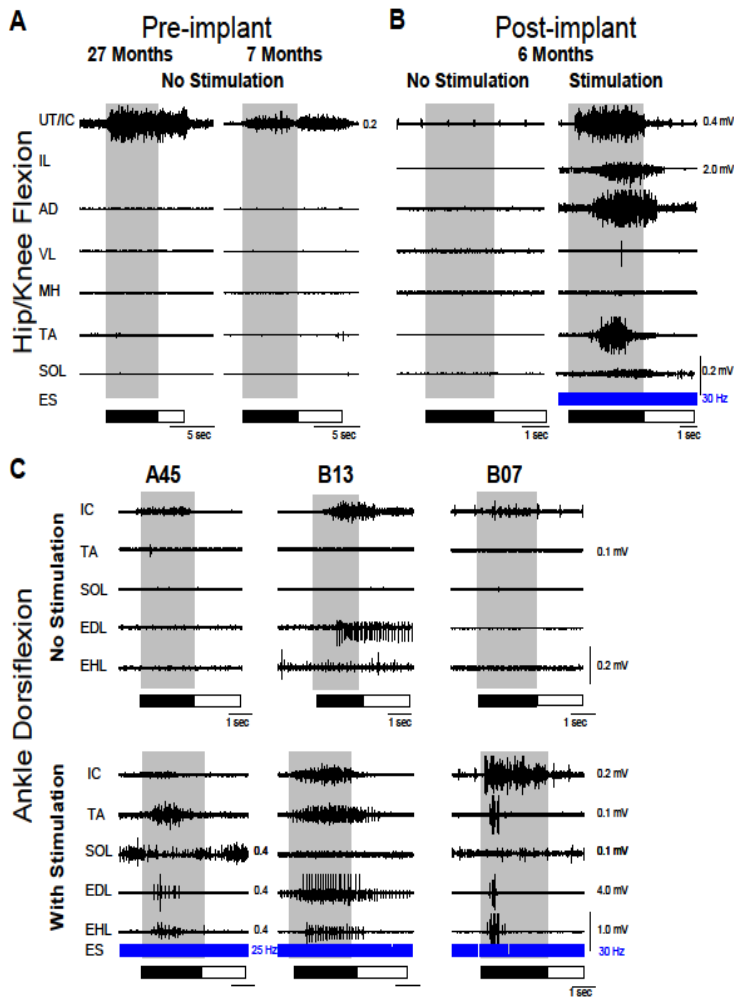 A Pre-implant
27 Months 7 Months
No Stimulation
B Post-implant
6 Months
No Stimulation Stimulation
Hip/Knee Flexion
UT/IC 0.2 0.4 mV
IL 2.0 mV
AD
VL
MH
TA
SOL 0.2 mV
ES 30 Hz
5 sec 5 sec 1 sec 1 sec
C A45 B13 B07
Ankle Dorsiflexion
No Stimulation
IC
TA 0.1 mV
SOL
EDL
EHL 0.2 mV
1 sec 1 sec 1 sec
With Stimulation
IC 0.2 mV
TA 0.1 mV
SOL 0.4 0.1 mV
EDL 0.4 4.0 mV
EHL 0.4 1.0 mV
ES 25 Hz 30 Hz
1 sec